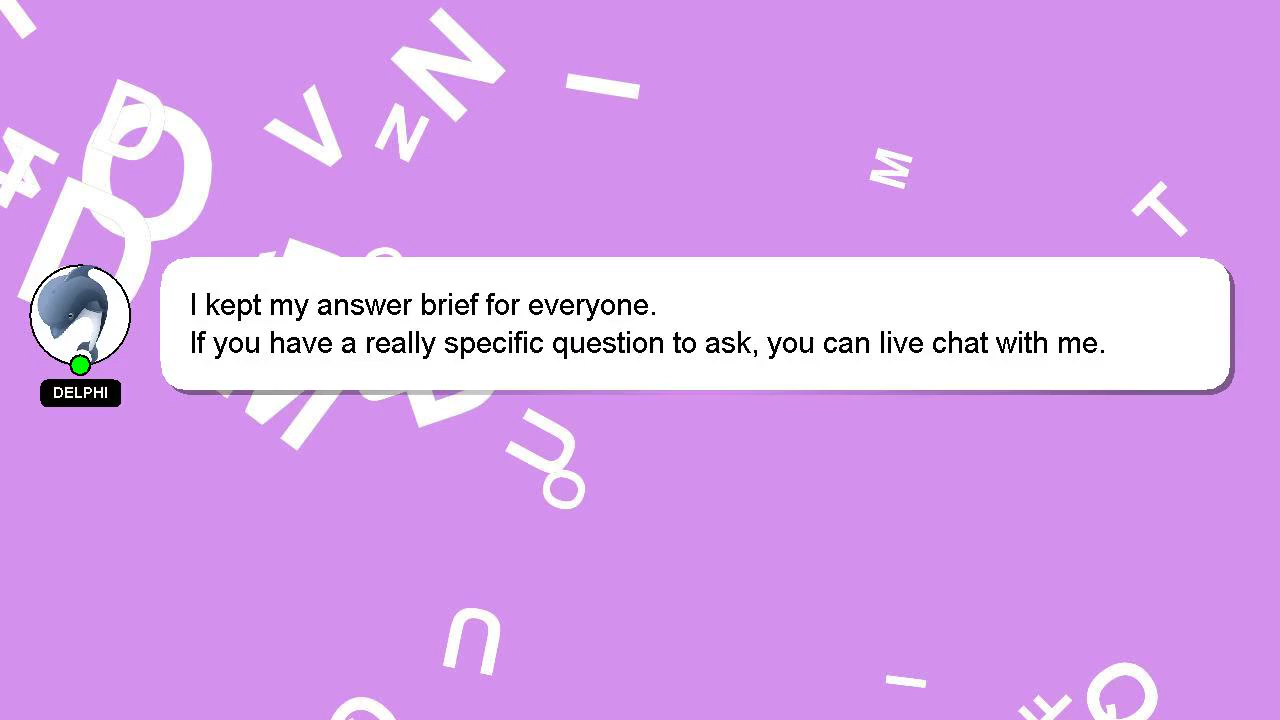 I kept my answer brief for everyone.
If you have a really specific question to ask, you can live chat with me.
DELPHI